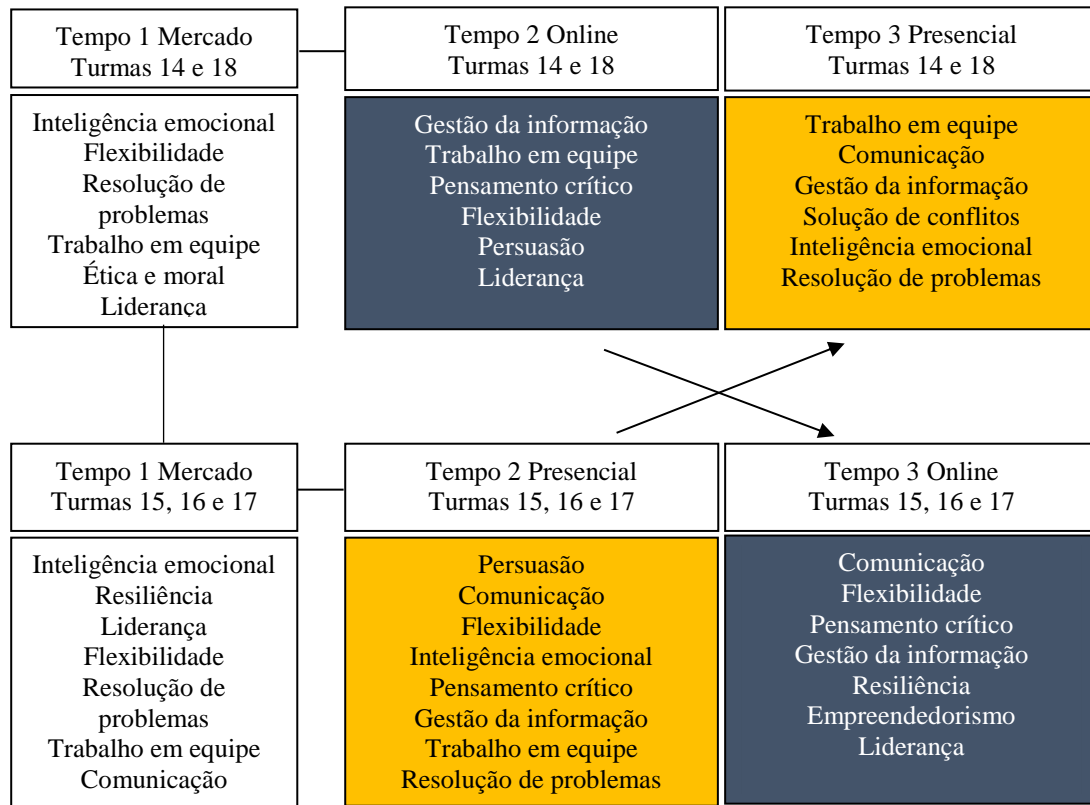 Tempo 1 Mercado
Turmas 14 e 18
Tempo 2 Online
Turmas 14 e 18
Tempo 3 Presencial
Turmas 14 e 18
Inteligência emocional
Flexibilidade
Resolução de
problemas
Trabalho em equipe
Ética e moral
Liderança
Gestão da informação
Trabalho em equipe
Pensamento crítico
Flexibilidade
Persuasão
Liderança
Trabalho em equipe
Comunicação
Gestão da informação
Solução de conflitos
Inteligência emocional
Resolução de problemas
Tempo 1 Mercado
Turmas 15, 16 e 17
Tempo 2 Presencial
Turmas 15, 16 e 17
Tempo 3 Online
Turmas 15, 16 e 17
Inteligência emocional
Resiliência
Liderança
Flexibilidade
Resolução de
problemas
Trabalho em equipe
Comunicação
Persuasão
Comunicação
Flexibilidade
Inteligência emocional
Pensamento crítico
Gestão da informação
Trabalho em equipe
Resolução de problemas
Comunicação
Flexibilidade
Pensamento crítico
Gestão da informação
Resiliência
Empreendedorismo
Liderança